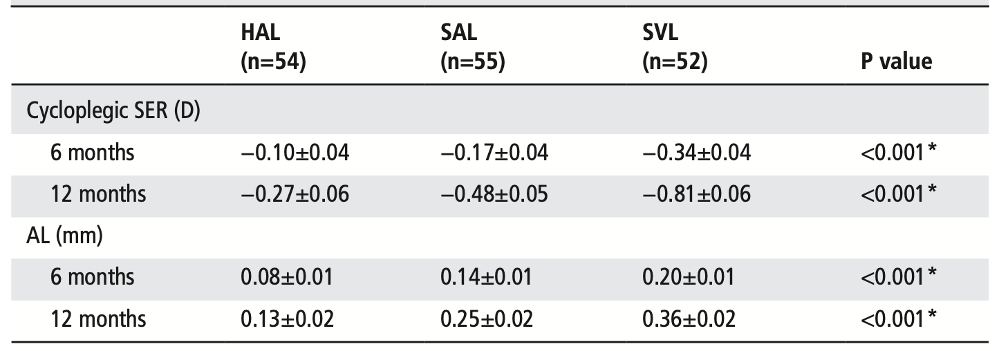 HAL SAL SVL
(n=54) (n=55) (n=52) P value
Cycloplegic SER (D)
6 months −0.10±0.04 −0.17±0.04 −0.34±0.04 <0.001*
12 months −0.27±0.06 −0.48±0.05 −0.81±0.06 <0.001*
AL (mm)
6 months 0.08±0.01 0.14±0.01 0.20±0.01 <0.001*
12 months 0.13±0.02 0.25±0.02 0.36±0.02 <0.001*